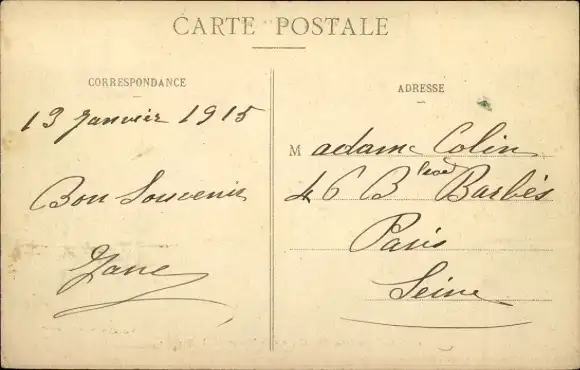 CARTE POSTALE
CORRESPONDANCE
13 Janvier 1915
Bon Souvenir
Jane
ADRESSE
Madame Colin
46 Bd Barbès
Paris
Seine